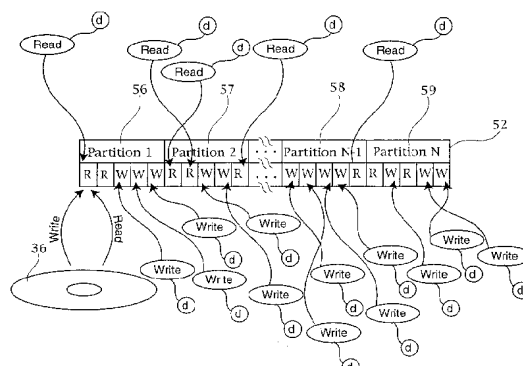 d d d d
Read Read Read Read
d
Read
56 57 58 59
52
Partition 1 Partition 2 . . . Partition N-1 Partition N
R R W W W R R W W R . . . W W W W R R W R W W
Write Read
36
Write d
Write d
Write d
Write d
Write d
Write d
Write d
Write d
Write d
Write d
Write d
Write d